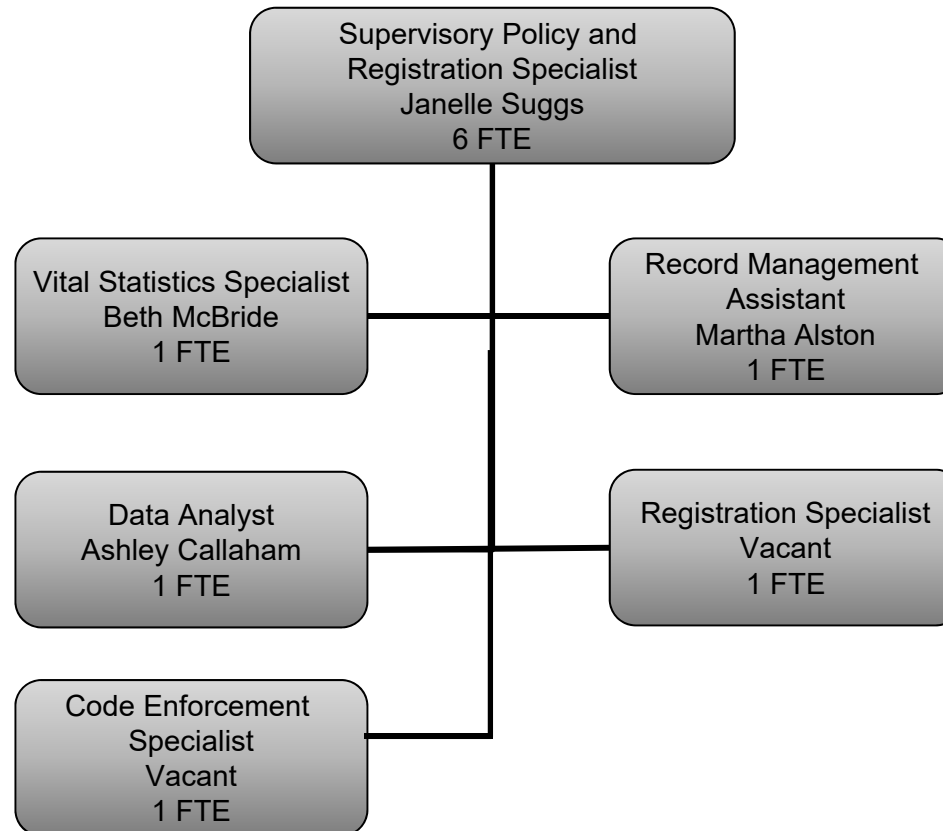 Supervisory Policy and
Registration Specialist
Janelle Suggs
6 FTE
Vital Statistics Specialist
Beth McBride
1 FTE
Record Management
Assistant
Martha Alston
1 FTE
Data Analyst
Ashley Callaham
1 FTE
Registration Specialist
Vacant
1 FTE
Code Enforcement
Specialist
Vacant
1 FTE